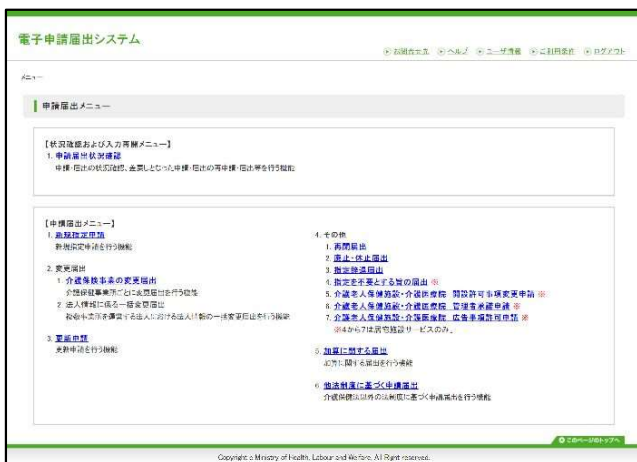 電子申請届出システム
お問合せ先 ヘルプ ユーザ情報 ご利用条件 ログアウト
メニュー
申請届出メニュー
【状況確認および入力再開メニュー】
1. 申請届出状況確認
申請・届出の状況確認、差戻しとなった申請・届出の再申請・届出等を行う機能
【申請届出メニュー】
1. 新規指定申請
新規指定申請を行う機能
2. 変更届出
1. 介護保険事業の変更届出
介護保険事業所ごとに変更届出を行う機能
2. 法人情報に係る一括変更届出
複数事業所を運営する法人における法人情報の一括変更届出を行う機能
3. 更新申請
更新申請を行う機能
4. その他
1. 再開届出
2. 廃止・休止届出
3. 指定辞退届出
4. 指定を不要とする旨の届出 ※
5. 介護老人保健施設・介護医療院 開設許可事項変更申請 ※
6. 介護老人保健施設・介護医療院 管理者承認申請 ※
7. 介護老人保健施設・介護医療院 広告事項許可申請 ※
※4から7は居宅施設サービスのみ。
5. 加算に関する届出
加算に関する届出を行う機能
6. 他法制度に基づく申請届出
介護保険法以外の法制度に基づく申請届出を行う機能
このページのトップへ
Copyright c Ministry of Health, Labour and Welfare, All Right reserved.